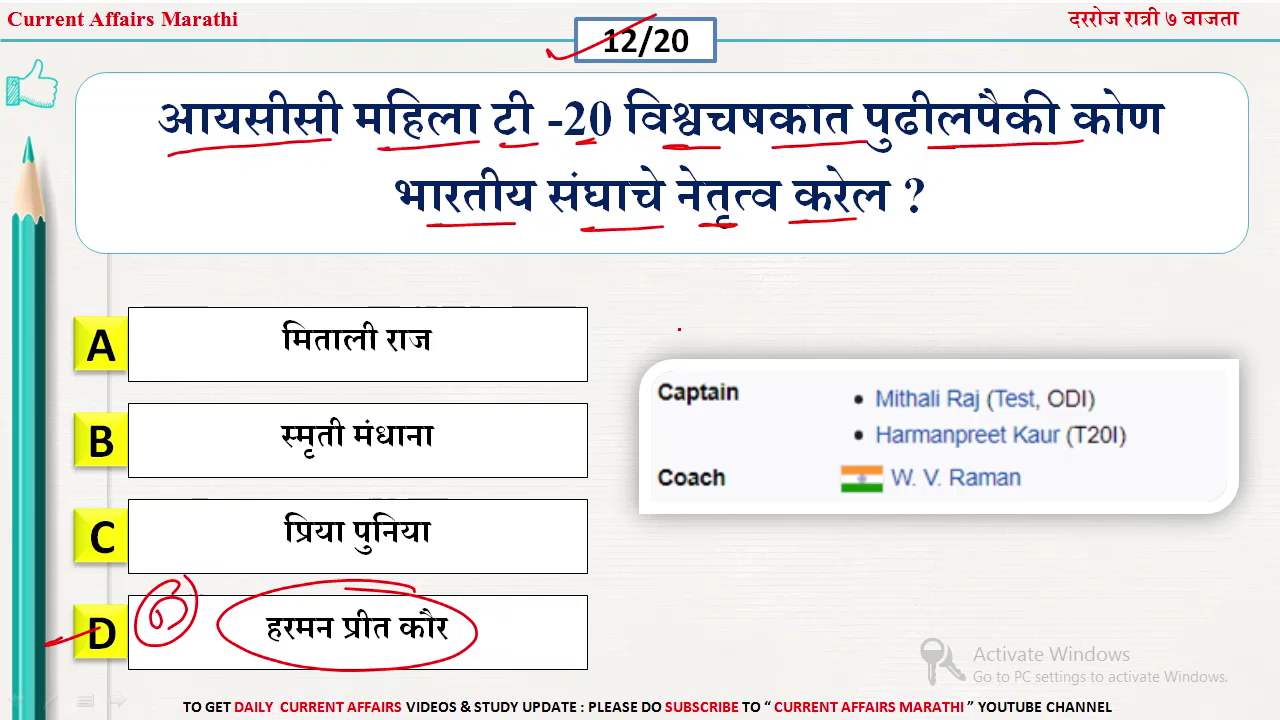 Current Affairs Marathi
दररोज रात्री ७ वाजता
12/20
आयसीसी महिला टी -20 विश्वचषकात पुढीलपैकी कोण
भारतीय संघाचे नेतृत्व करेल ?
A मिताली राज
B स्मृती मंधाना
C प्रिया पुनिया
D हरमन प्रीत कौर
Captain
• Mithali Raj (Test, ODI)
• Harmanpreet Kaur (T20I)
Coach W. V. Raman
Activate Windows
Go to PC settings to activate Windows.
TO GET DAILY CURRENT AFFAIRS VIDEOS & STUDY UPDATE : PLEASE DO SUBSCRIBE TO “ CURRENT AFFAIRS MARATHI ” YOUTUBE CHANNEL